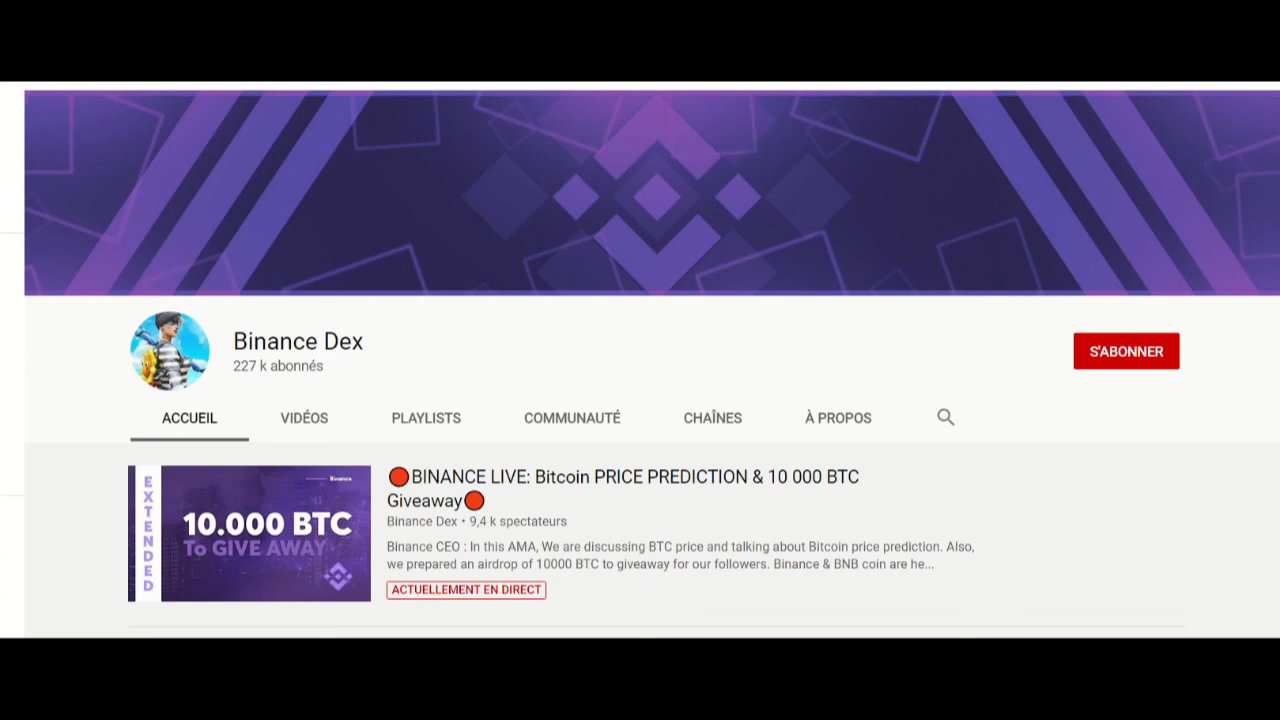 Binance Dex
227 k abonnés
S'ABONNER
ACCUEIL
VIDÉOS
PLAYLISTS
COMMUNAUTÉ
CHAÎNES
À PROPOS
EXTENDED
Binance
10.000 BTC
To GIVE AWAY
🔴BINANCE LIVE: Bitcoin PRICE PREDICTION & 10 000 BTC
Giveaway🔴
Binance Dex • 9,4 k spectateurs
Binance CEO : In this AMA, We are discussing BTC price and talking about Bitcoin price prediction. Also,
we prepared an airdrop of 10000 BTC to giveaway for our followers. Binance & BNB coin are he...
ACTUELLEMENT EN DIRECT